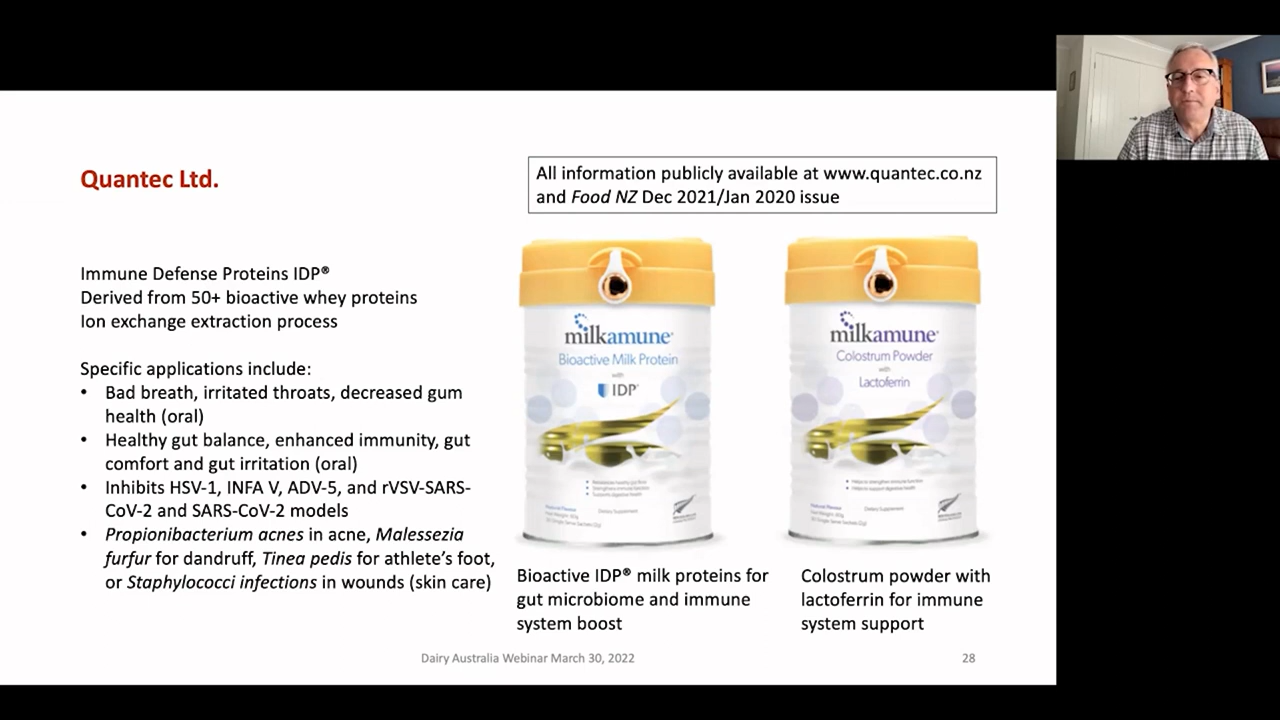 Quantec Ltd.
All information publicly available at www.quantec.co.nz
and Food NZ Dec 2021/Jan 2020 issue
Immune Defense Proteins IDP®
Derived from 50+ bioactive whey proteins
Ion exchange extraction process
Specific applications include:
• Bad breath, irritated throats, decreased gum
health (oral)
• Healthy gut balance, enhanced immunity, gut
comfort and gut irritation (oral)
• Inhibits HSV-1, INFA V, ADV-5, and rVSV-SARS-
CoV-2 and SARS-CoV-2 models
• Propionibacterium acnes in acne, Malessezia
furfur for dandruff, Tinea pedis for athlete's foot,
or Staphylococci infections in wounds (skin care)
milkamune
Bioactive Milk Protein
with
IDP
milkamune
Colostrum Powder
with
Lactoferrin
Dietary Supplement
Dietary Supplement
Bioactive IDP® milk proteins for
gut microbiome and immune
system boost
Colostrum powder with
lactoferrin for immune
system support
Dairy Australia Webinar March 30, 2022
28